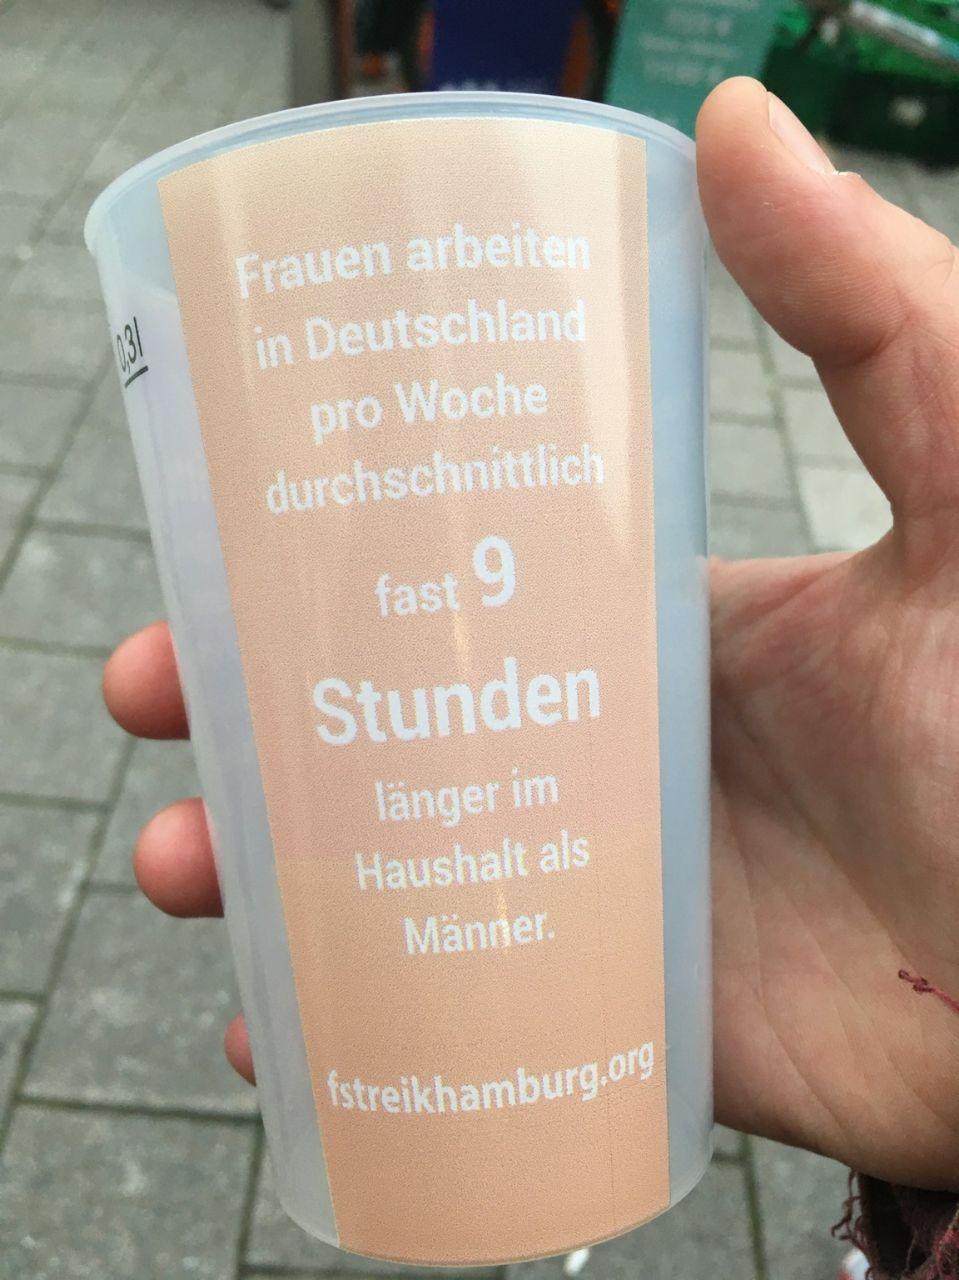 Frauen arbeiten
in Deutschland
pro Woche
durchschnittlich
fast 9
Stunden
länger im
Haushalt als
Männer.
fstreikhamburg.org
0,3l